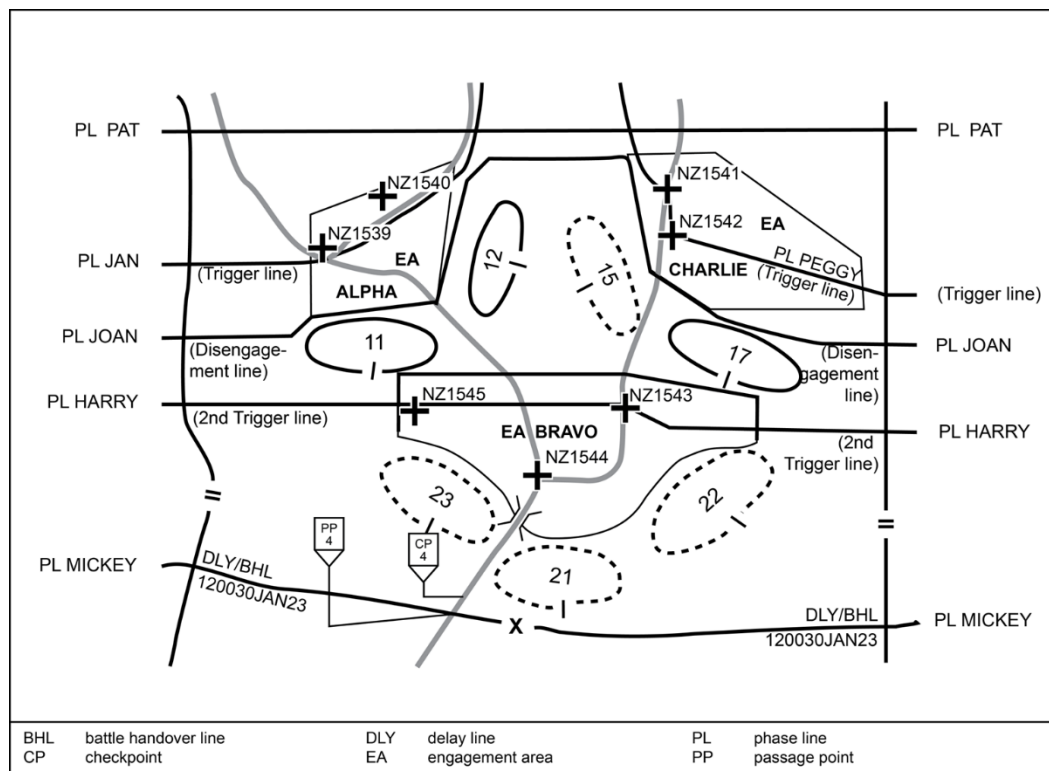 PL PAT
PL PAT
NZ1540
NZ1541
NZ1539
NZ1542
EA
EA
PL JAN
(Trigger line)
12
15
CHARLIE
PL PEGGY
(Trigger line)
ALPHA
(Trigger line)
PL JOAN
(Disengage-
ment line)
11
17
PL JOAN
(Disen-
gagement
line)
PL HARRY
(2nd Trigger line)
NZ1545
NZ1543
EA BRAVO
PL HARRY
(2nd
Trigger line)
NZ1544
23
22
PP
4
CP
4
21
PL MICKEY
DLY/BHL
120030JAN23
X
DLY/BHL
120030JAN23
PL MICKEY
BHL battle handover line DLY delay line PL phase line
CP checkpoint EA engagement area PP passage point